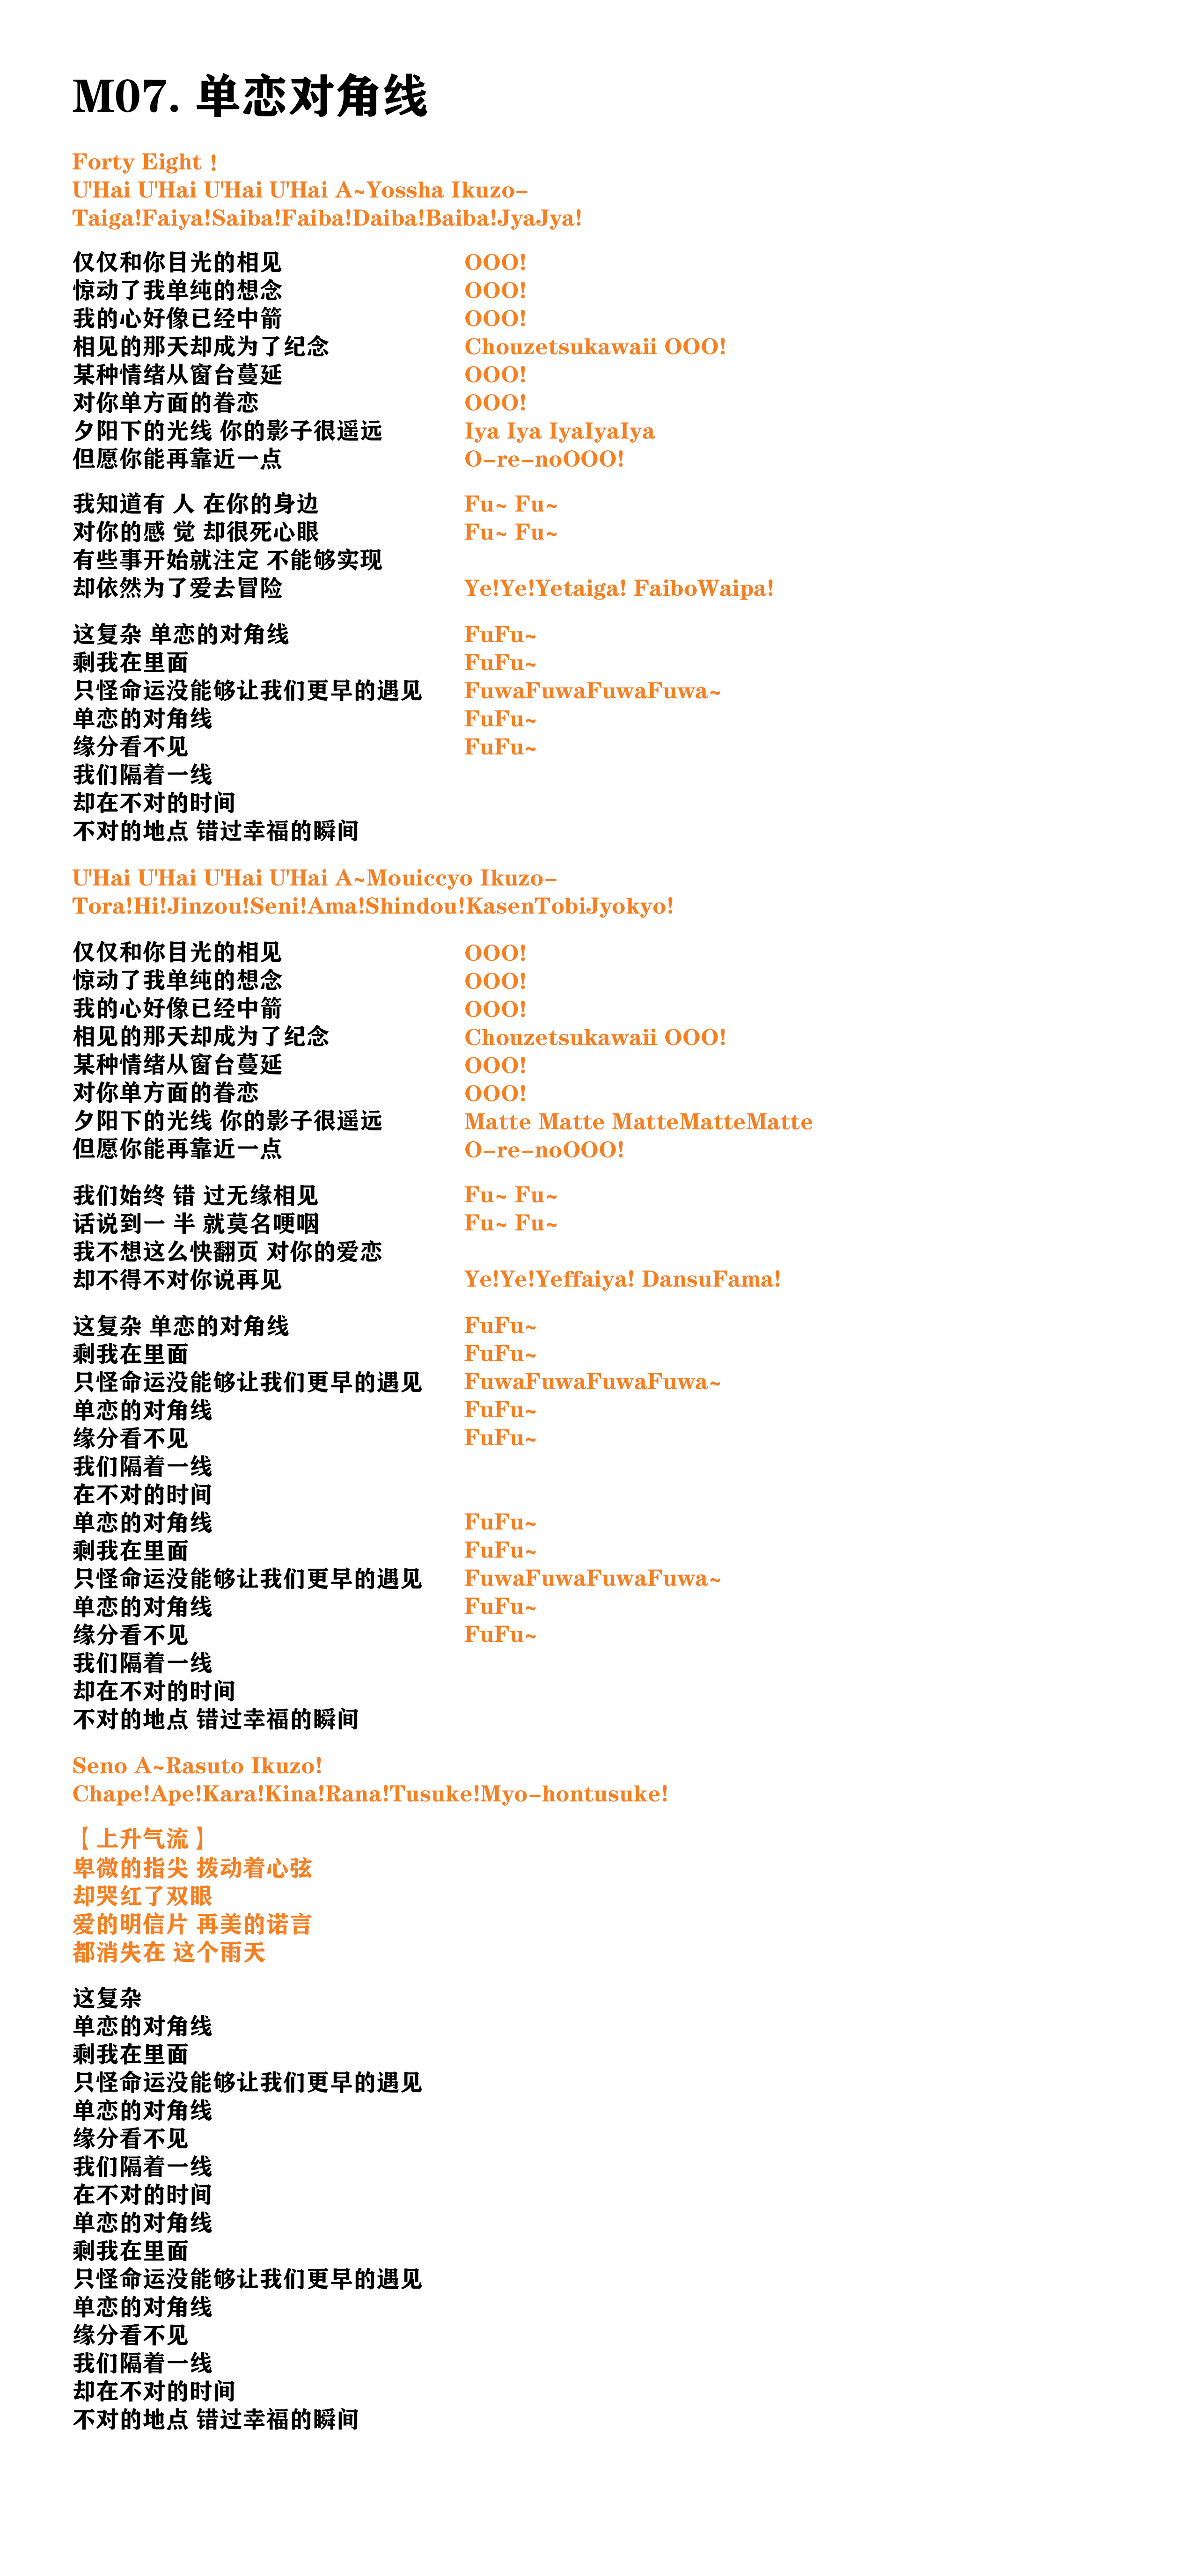 M07. 单恋对角线
Forty Eight！
U'Hai U'Hai U'Hai U'Hai A~Yossha Ikuzo-
Taiga!Faiya!Saiba!Faiba!Daiba!Baiba!JyaJya!
仅仅和你目光的相见 OOO!
惊动了我单纯的想念 OOO!
我的心好像已经中箭 OOO!
相见的那天却成为了纪念 Chouzetsukawaii OOO!
某种情绪从窗台蔓延 OOO!
对你单方面的眷恋 OOO!
夕阳下的光线 你的影子很遥远 Iya Iya IyaIyaIya
但愿你能再靠近一点 O-re-noOOO!
我知道有 人 在你的身边 Fu~ Fu~
对你的感 觉 却很死心眼 Fu~ Fu~
有些事开始就注定 不能够实现
却依然为了爱去冒险 Ye!Ye!Yetaiga! FaiboWaipa!
这复杂 单恋的对角线 FuFu~
剩我在里面 FuFu~
只怪命运没能够让我们更早的遇见 FuwaFuwaFuwaFuwa~
单恋的对角线 FuFu~
缘分看不见 FuFu~
我们隔着一线
却在不对的时间
不对的地点 错过幸福的瞬间
U'Hai U'Hai U'Hai U'Hai A~Mouiccyo Ikuzo-
Tora!Hi!Jinzou!Seni!Ama!Shindou!KasenTobiJyokyo!
仅仅和你目光的相见 OOO!
惊动了我单纯的想念 OOO!
我的心好像已经中箭 OOO!
相见的那天却成为了纪念 Chouzetsukawaii OOO!
某种情绪从窗台蔓延 OOO!
对你单方面的眷恋 OOO!
夕阳下的光线 你的影子很遥远 Matte Matte MatteMatteMatte
但愿你能再靠近一点 O-re-noOOO!
我们始终 错 过无缘相见 Fu~ Fu~
话说到一 半 就莫名哽咽 Fu~ Fu~
我不想这么快翻页 对你的爱恋
却不得不对你说再见 Ye!Ye!Yeffaiya! DansuFama!
这复杂 单恋的对角线 FuFu~
剩我在里面 FuFu~
只怪命运没能够让我们更早的遇见 FuwaFuwaFuwaFuwa~
单恋的对角线 FuFu~
缘分看不见 FuFu~
我们隔着一线
在不对的时间
单恋的对角线 FuFu~
剩我在里面 FuFu~
只怪命运没能够让我们更早的遇见 FuwaFuwaFuwaFuwa~
单恋的对角线 FuFu~
缘分看不见 FuFu~
我们隔着一线
却在不对的时间
不对的地点 错过幸福的瞬间
Seno A~Rasuto Ikuzo!
Chape!Ape!Kara!Kina!Rana!Tusuke!Myo-hontusuke!
【上升气流】
卑微的指尖 拨动着心弦
却哭红了双眼
爱的明信片 再美的诺言
都消失在 这个雨天
这复杂
单恋的对角线
剩我在里面
只怪命运没能够让我们更早的遇见
单恋的对角线
缘分看不见
我们隔着一线
在不对的时间
单恋的对角线
剩我在里面
只怪命运没能够让我们更早的遇见
单恋的对角线
缘分看不见
我们隔着一线
却在不对的时间
不对的地点 错过幸福的瞬间